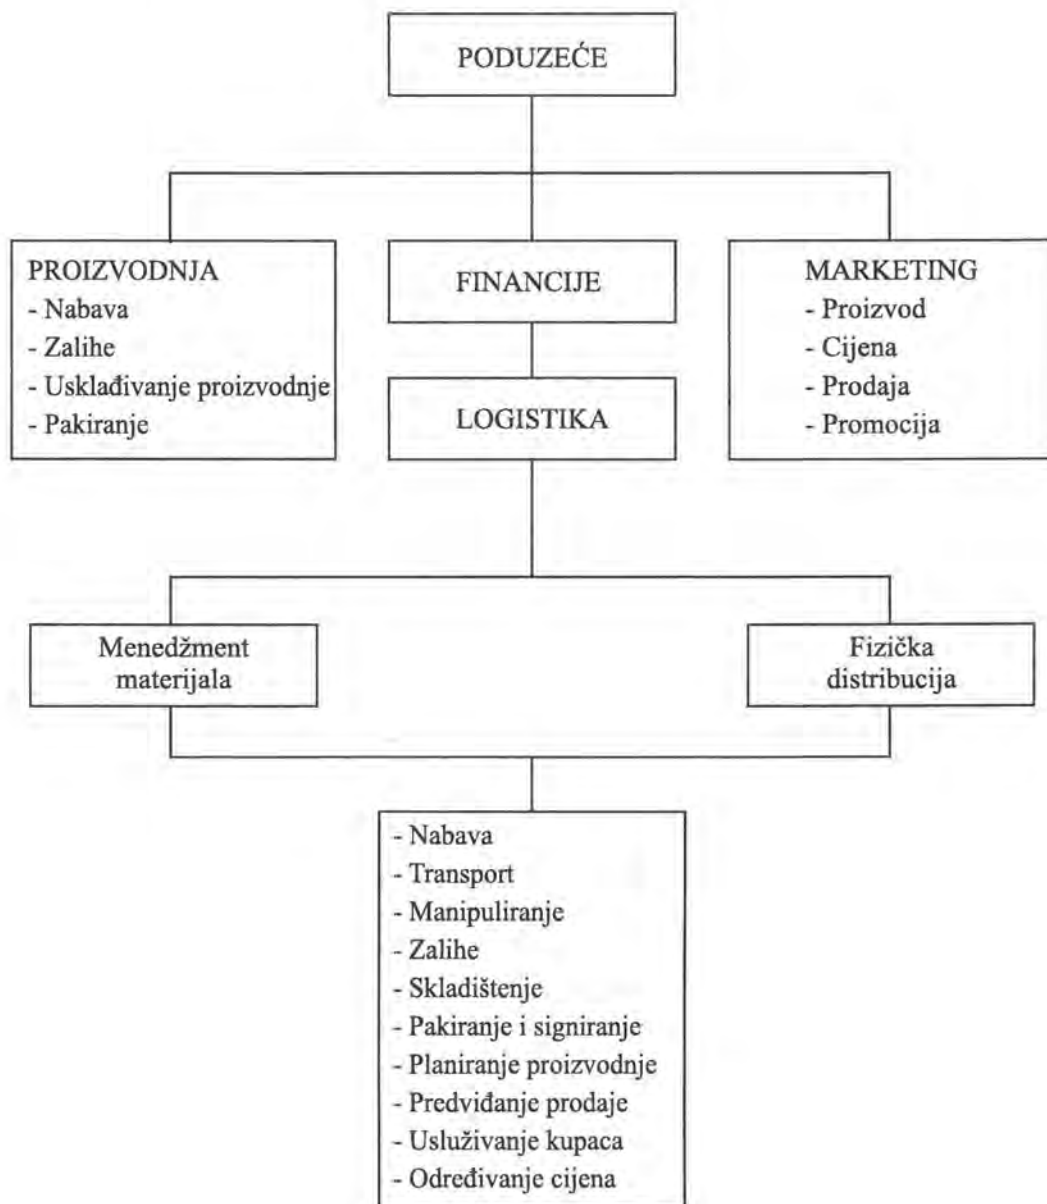 PODUZEĆE
PROIZVODNJA
- Nabava
- Zalihe
- Usklađivanje proizvodnje
- Pakiranje
FINANCIJE
LOGISTIKA
MARKETING
- Proizvod
- Cijena
- Prodaja
- Promocija
Menedžment
materijala
Fizička
distribucija
- Nabava
- Transport
- Manipuliranje
- Zalihe
- Skladištenje
- Pakiranje i signiranje
- Planiranje proizvodnje
- Predviđanje prodaje
- Usluživanje kupaca
- Određivanje cijena